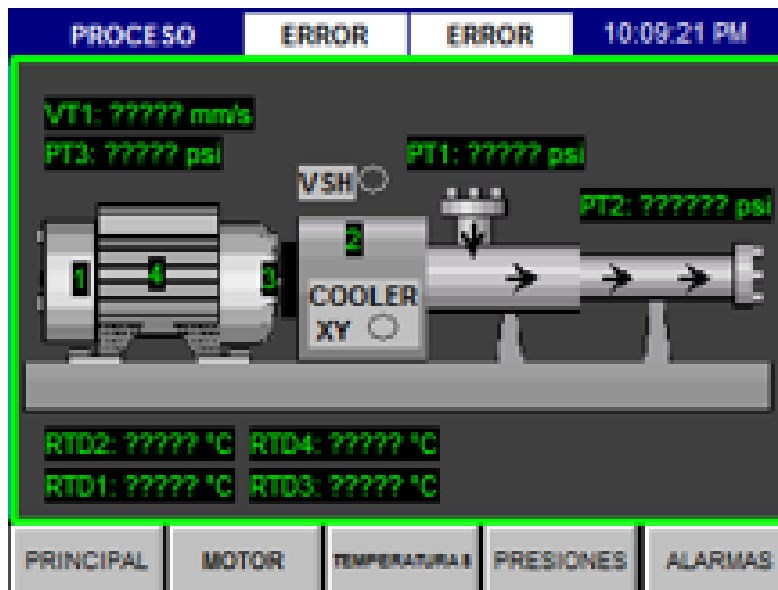 PROCESO ERROR ERROR 10:09:21 PM
VT1: ????? mm/s
PT3: ????? psi
PT1: ????? psi
VSH
PT2: ?????? psi
1 4 3 2
COOLER
XY
RTD2: ????? °C RTD4: ????? °C
RTD1: ????? °C RTD3: ????? °C
PRINCIPAL MOTOR TEMPERATURAS PRESIONES ALARMAS